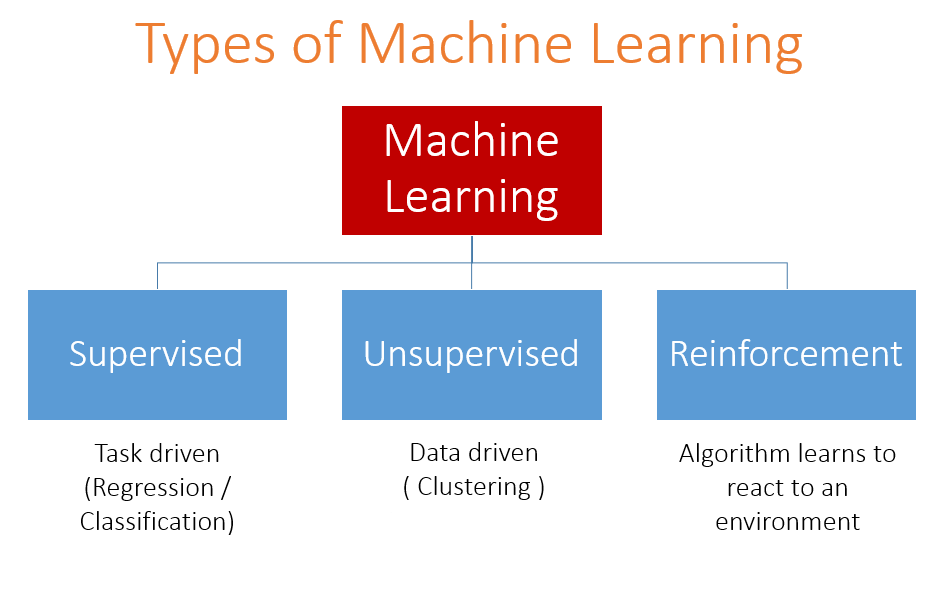 Types of Machine Learning
Machine
Learning
Supervised
Unsupervised
Reinforcement
Task driven
(Regression /
Classification)
Data driven
( Clustering )
Algorithm learns to
react to an
environment